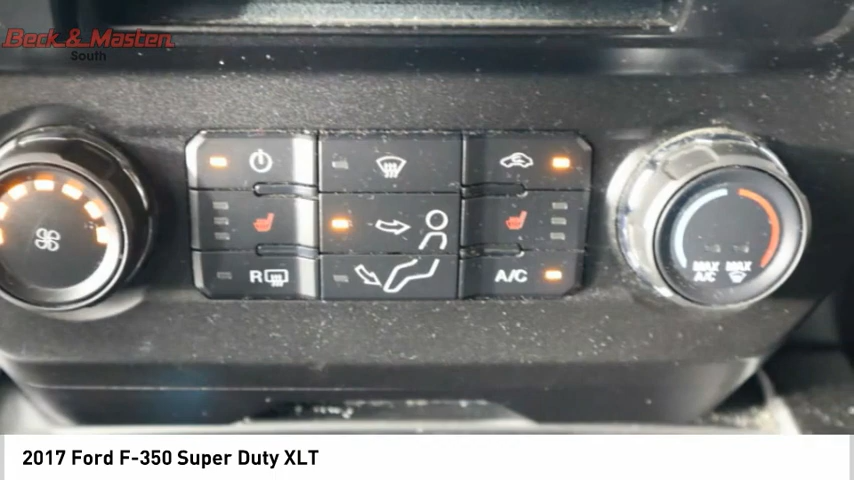 Beck & Masten
South
R
A/C
MAX MAX
A/C
2017 Ford F-350 Super Duty XLT